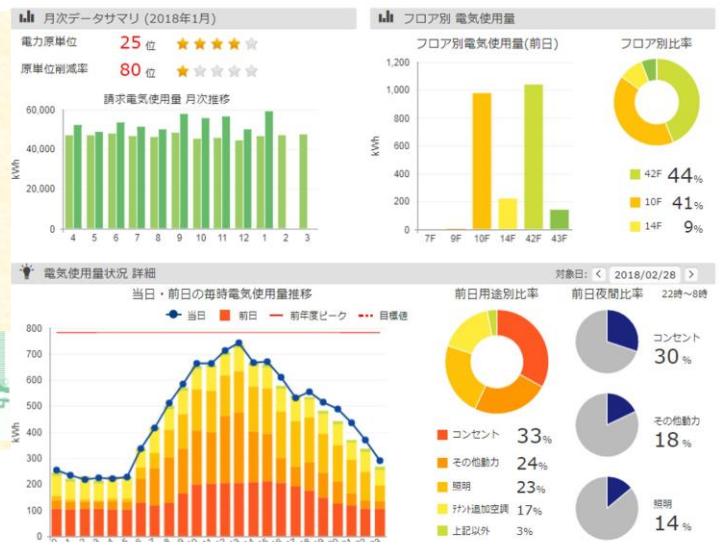 月次データサマリ (2018年1月)
電力原単位 25 位
原単位削減率 80 位
請求電気使用量 月次推移
60,000
40,000
20,000
0
kWh
4 5 6 7 8 9 10 11 12 1 2 3
フロア別 電気使用量
フロア別電気使用量(前日)
1,200
1,000
800
600
400
200
0
kWh
7F 9F 10F 14F 42F 43F
フロア別比率
42F 44%
10F 41%
14F 9%
電気使用量状況 詳細
対象日: < 2018/02/28 >
当日・前日の毎時電気使用量推移
当日 前日 前年度ピーク 目標値
800
700
600
500
400
300
200
100
0
kWh
前日用途別比率
コンセント 33%
その他動力 24%
照明 23%
テナント追加空調 17%
上記以外 3%
前日夜間比率 22時~8時
コンセント
30%
その他動力
18%
照明
14%